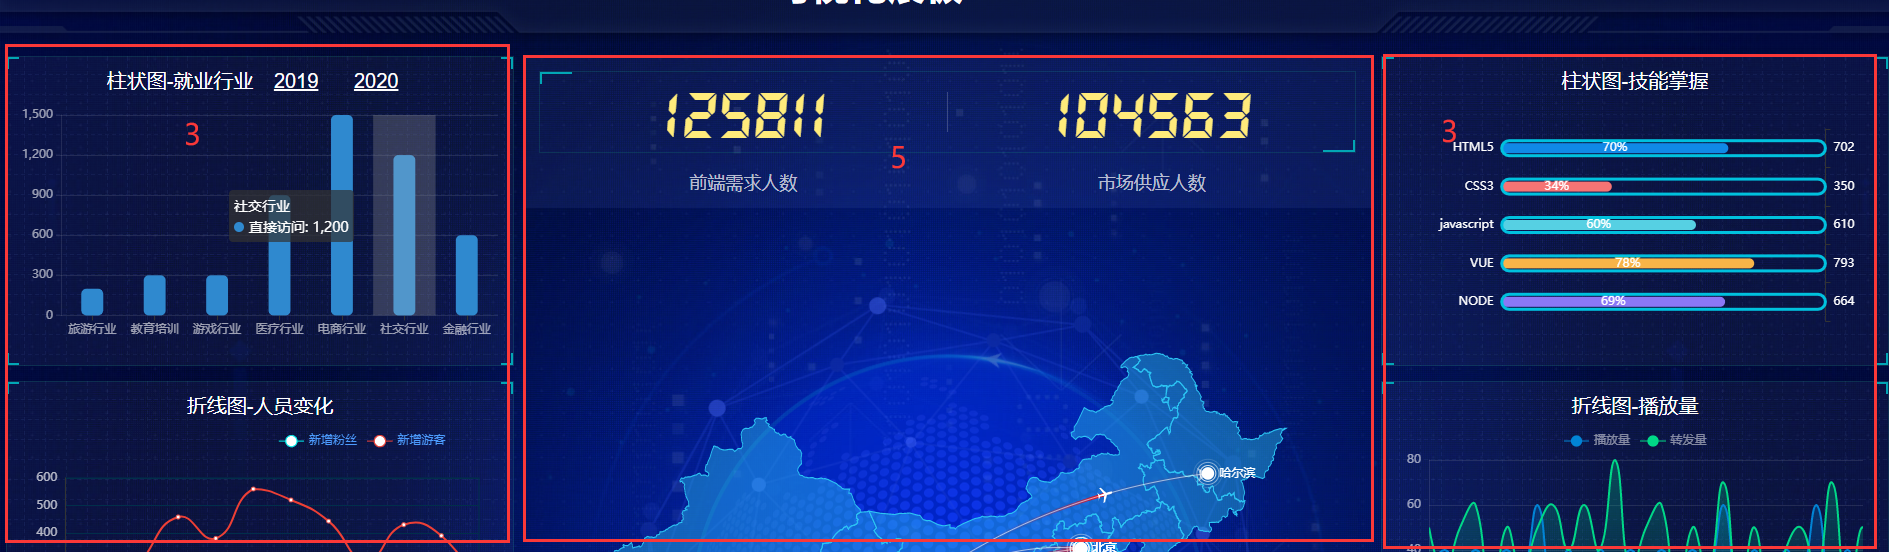 柱状图-就业行业 2019 2020
3
1,500
1,200
900
600
300
0
社交行业
直接访问: 1,200
旅游行业 教育培训 游戏行业 医疗行业 电商行业 社交行业 金融行业
折线图-人员变化
新增粉丝 新增游客
600
500
400
125811 104563
5
前端需求人数 市场供应人数
哈尔滨
北京
柱状图-技能掌握
3
HTML5 70% 702
CSS3 34% 350
javascript 60% 610
VUE 78% 793
NODE 69% 664
折线图-播放量
播放量 转发量
80
60
40